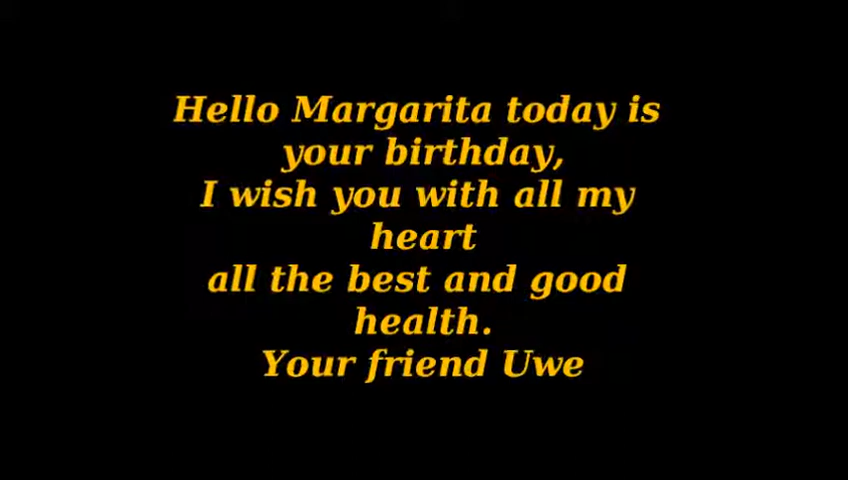 Hello Margarita today is
your birthday,
I wish you with all my
heart
all the best and good
health.
Your friend Uwe